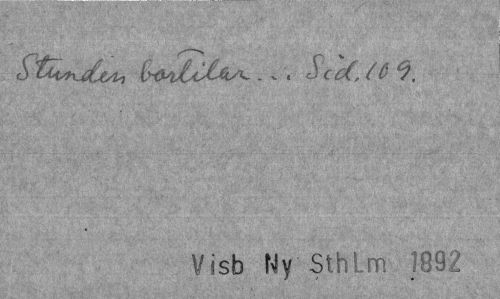 Stunden bortilar... Sid. 109.
Visb Ny SthLm 1892